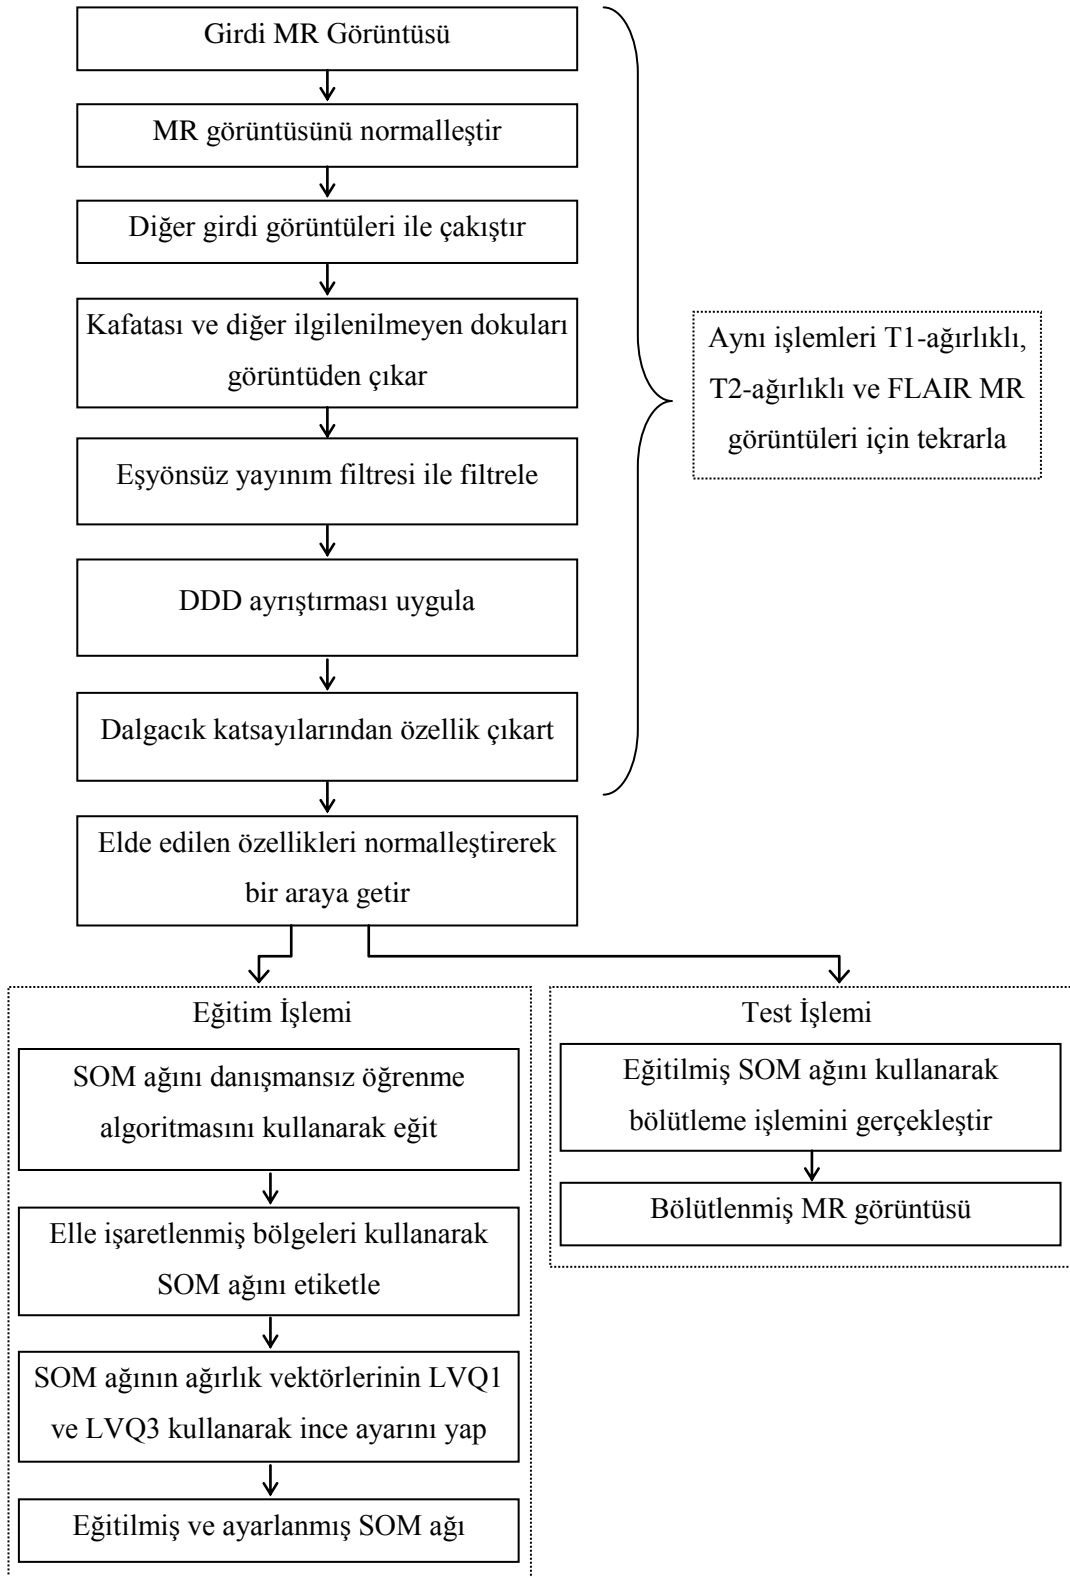 Girdi MR Görüntüsü
MR görüntüsünü normalleştir
Diğer girdi görüntüleri ile çakıştır
Kafatası ve diğer ilgilenilmeyen dokuları
görüntüden çıkar
Eşyönsüz yayınım filtresi ile filtrele
DDD ayrıştırması uygula
Dalgacık katsayılarından özellik çıkart
Aynı işlemleri T1-ağırlıklı,
T2-ağırlıklı ve FLAIR MR
görüntüleri için tekrarla
Elde edilen özellikleri normalleştirerek
bir araya getir
Eğitim İşlemi
SOM ağını danışmansız öğrenme
algoritmasını kullanarak eğit
Elle işaretlenmiş bölgeleri kullanarak
SOM ağını etiketle
SOM ağının ağırlık vektörlerinin LVQ1
ve LVQ3 kullanarak ince ayarını yap
Eğitilmiş ve ayarlanmış SOM ağı
Test İşlemi
Eğitilmiş SOM ağını kullanarak
bölütleme işlemini gerçekleştir
Bölütlenmiş MR görüntüsü